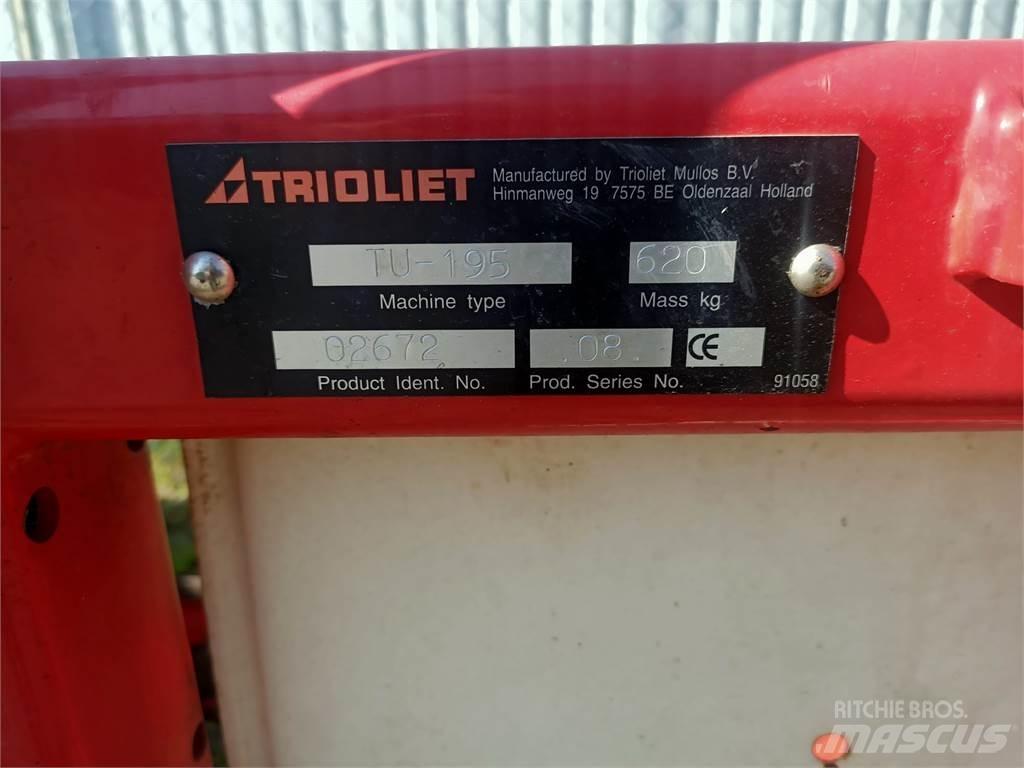 TRIOLIET
Manufactured by Trioliet Mullos B.V.
Hinmanweg 19 7575 BE Oldenzaal Holland
TU-195 620
Machine type Mass kg
02672 08 CE
Product Ident. No. Prod. Series No. 91058
RITCHIE BROS.
MASCUS